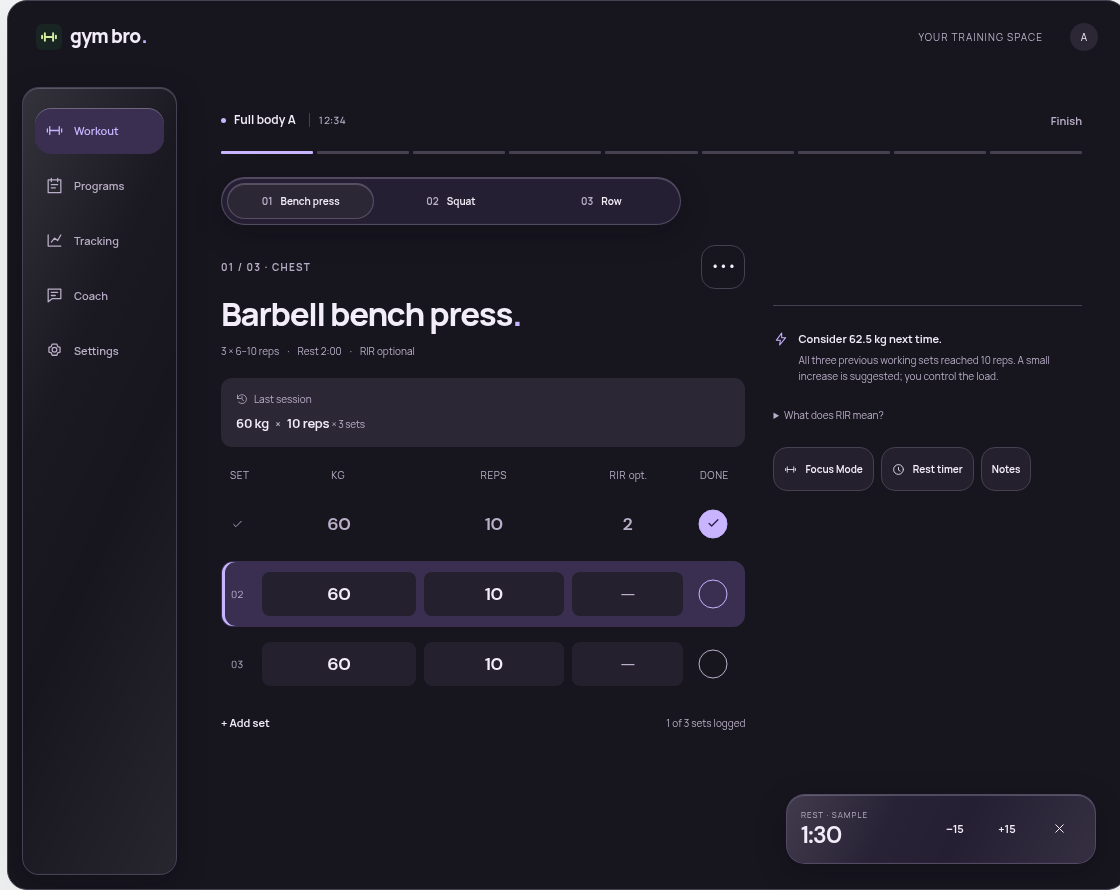 gym bro.
YOUR TRAINING SPACE
A
Workout
Programs
Tracking
Coach
Settings
Full body A
12:34
Finish
01 Bench press
02 Squat
03 Row
01 / 03 · CHEST
Barbell bench press.
3 × 6–10 reps · Rest 2:00 · RIR optional
Last session
60 kg × 10 reps × 3 sets
SET KG REPS RIR opt. DONE
60 10 2
02 60 10 —
03 60 10 —
+ Add set
1 of 3 sets logged
Consider 62.5 kg next time.
All three previous working sets reached 10 reps. A small
increase is suggested; you control the load.
What does RIR mean?
Focus Mode
Rest timer
Notes
REST · SAMPLE
1:30
−15
+15